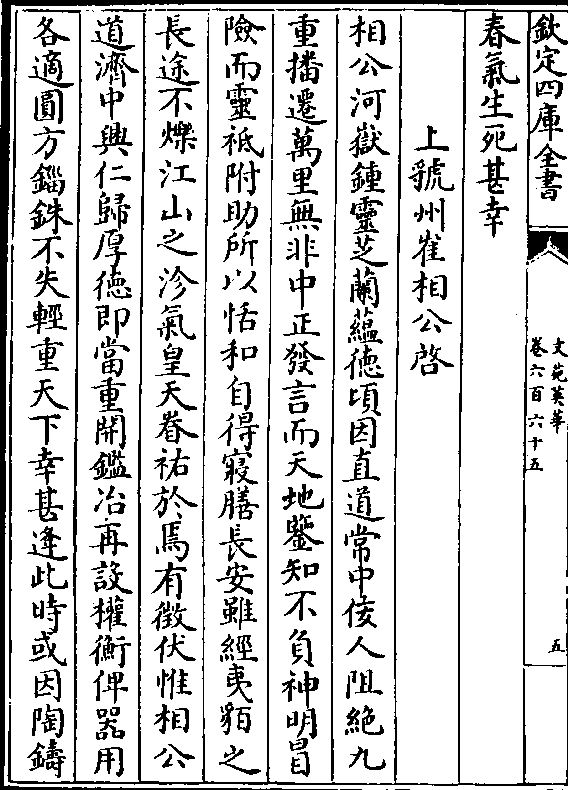 欽定四庫全書
文苑英華
卷六百六十五
五
春氣生死甚幸
上虢州崔相公啓
相公河嶽鍾靈芝蘭蘊德頃因直道常中佞人阻絶九
重播遷萬里無非中正發言而天地鑒知不負神明冒
險而靈祗附助所以恬和自得寢膳長安雖經夷貊之
長途不爍江山之沴氣皇天眷祐於焉有徵伏惟相公
道濟中興仁歸厚德即當重開鑑冶再設權衡俾器用
各適圓方錙銖不失輕重天下幸甚逢此時或因陶鑄